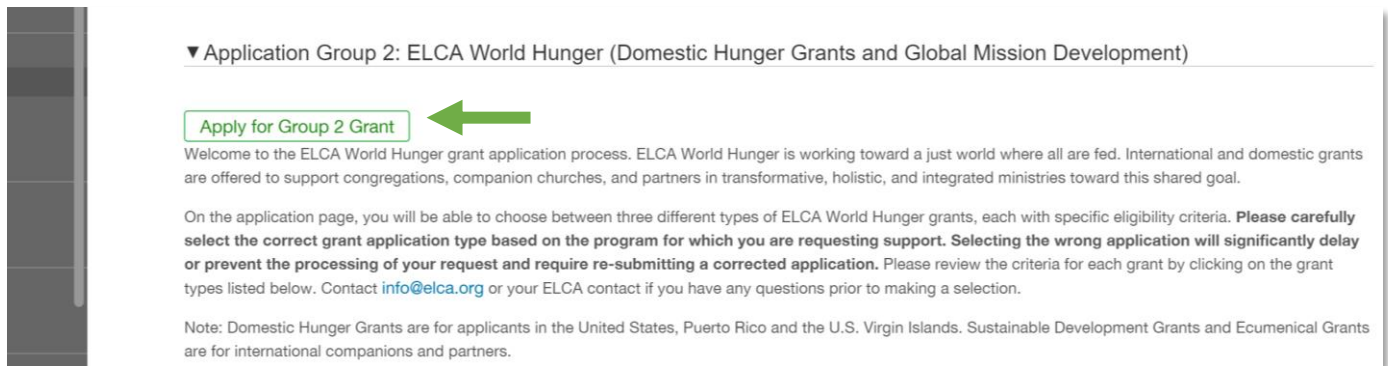 ▼Application Group 2: ELCA World Hunger (Domestic Hunger Grants and Global Mission Development)
Apply for Group 2 Grant
Welcome to the ELCA World Hunger grant application process. ELCA World Hunger is working toward a just world where all are fed. International and domestic grants
are offered to support congregations, companion churches, and partners in transformative, holistic, and integrated ministries toward this shared goal.
On the application page, you will be able to choose between three different types of ELCA World Hunger grants, each with specific eligibility criteria. Please carefully
select the correct grant application type based on the program for which you are requesting support. Selecting the wrong application will significantly delay
or prevent the processing of your request and require re-submitting a corrected application. Please review the criteria for each grant by clicking on the grant
types listed below. Contact info@elca.org or your ELCA contact if you have any questions prior to making a selection.
Note: Domestic Hunger Grants are for applicants in the United States, Puerto Rico and the U.S. Virgin Islands. Sustainable Development Grants and Ecumenical Grants
are for international companions and partners.